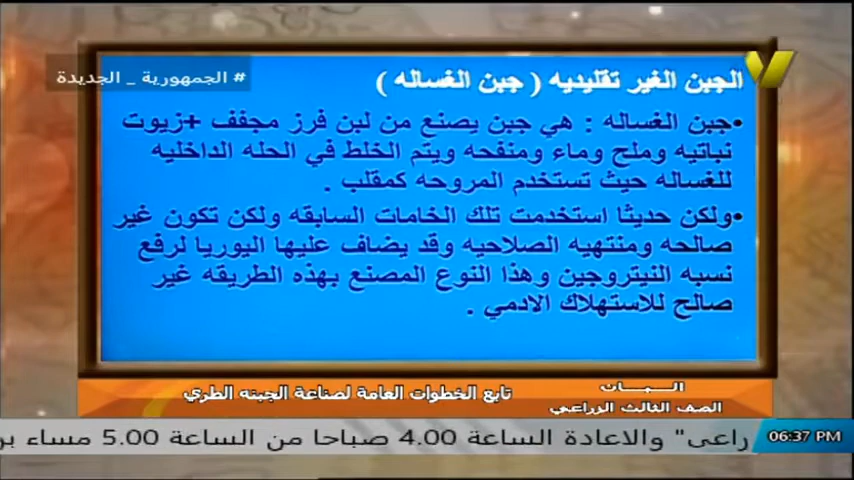 # الجمهورية _ الجديدة
الجبن الغير تقليديه ( جبن الغساله )
•جبن الغساله : هي جبن يصنع من لبن فرز مجفف +زيوت
نباتيه وملح وماء ومنفحه ويتم الخلط في الحله الداخليه
للغساله حيث تستخدم المروحه كمقلب .
•ولكن حديثا استخدمت تلك الخامات السابقه ولكن تكون غير
صالحه ومنتهيه الصلاحيه وقد يضاف عليها اليوريا لرفع
نسبه النيتروجين وهذا النوع المصنع بهذه الطريقه غير
صالح للاستهلاك الادمي .
تابع الخطوات العامة لصناعة الجبنه الطري
الصف الثالث الزراعي
راعى" والاعادة الساعة 4.00 صباحا من الساعة 5.00 مساء بر
06:37 PM